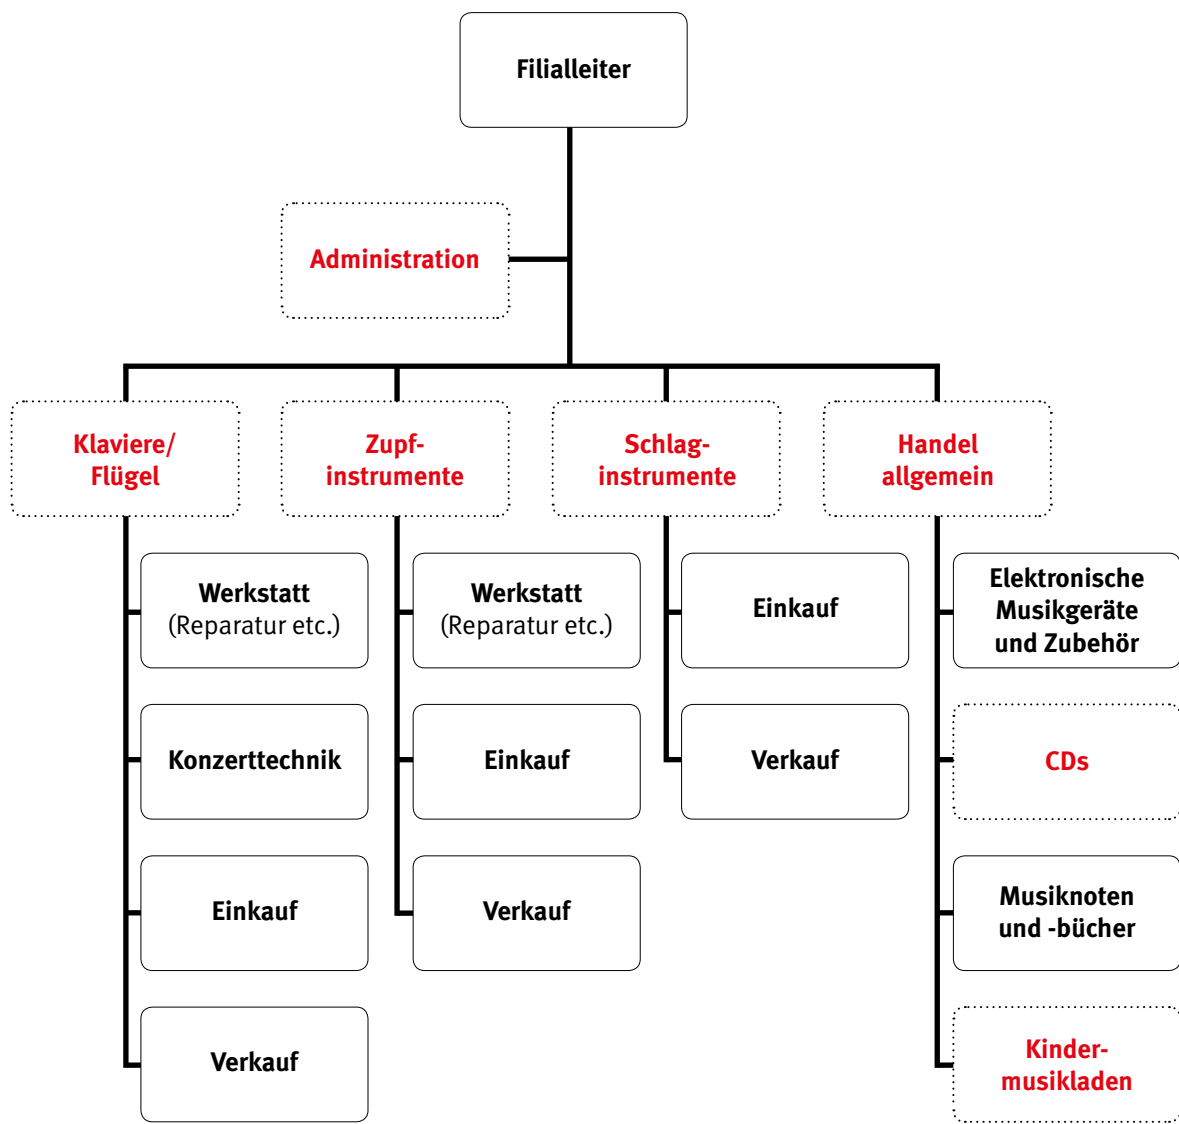 Filialleiter
Administration
Klaviere/
Flügel
Zupf-
instrumente
Schlag-
instrumente
Handel
allgemein
Werkstatt
(Reparatur etc.)
Werkstatt
(Reparatur etc.)
Einkauf
Elektronische
Musikgeräte
und Zubehör
Konzerttechnik
Einkauf
Verkauf
CDs
Einkauf
Verkauf
Musiknoten
und -bücher
Verkauf
Kinder-
musikladen